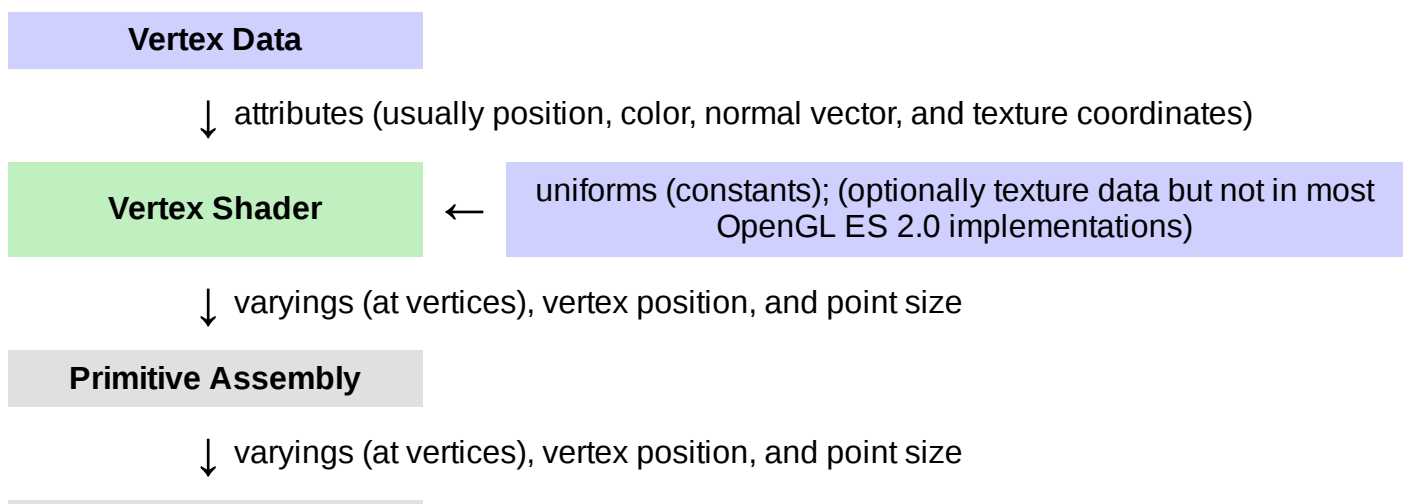 Vertex Data
↓ attributes (usually position, color, normal vector, and texture coordinates)
Vertex Shader
← uniforms (constants); (optionally texture data but not in most
OpenGL ES 2.0 implementations)
↓ varyings (at vertices), vertex position, and point size
Primitive Assembly
↓ varyings (at vertices), vertex position, and point size